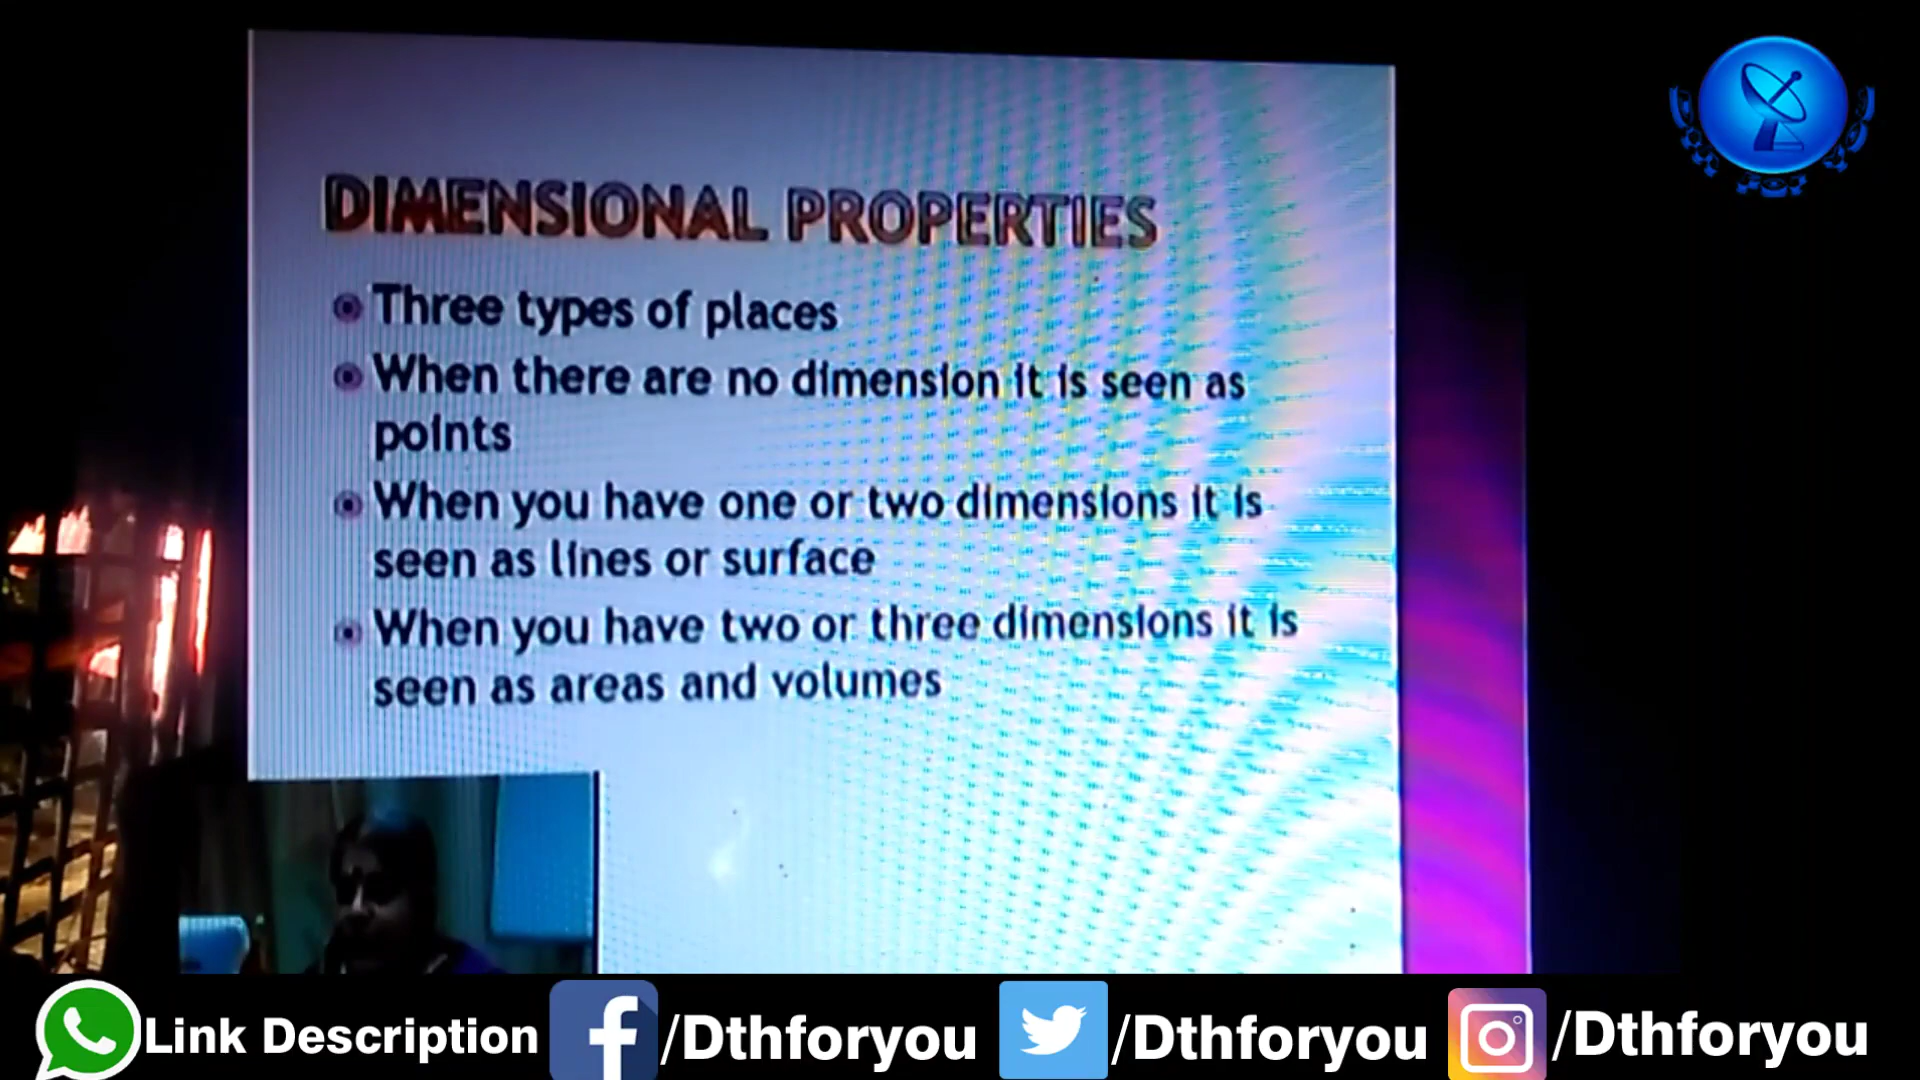 DIMENSIONAL PROPERTIES
Three types of places
When there are no dimension it is seen as
points
When you have one or two dimensions it is
seen as lines or surface
When you have two or three dimensions it is
seen as areas and volumes
Link Description /Dthforyou /Dthforyou /Dthforyou